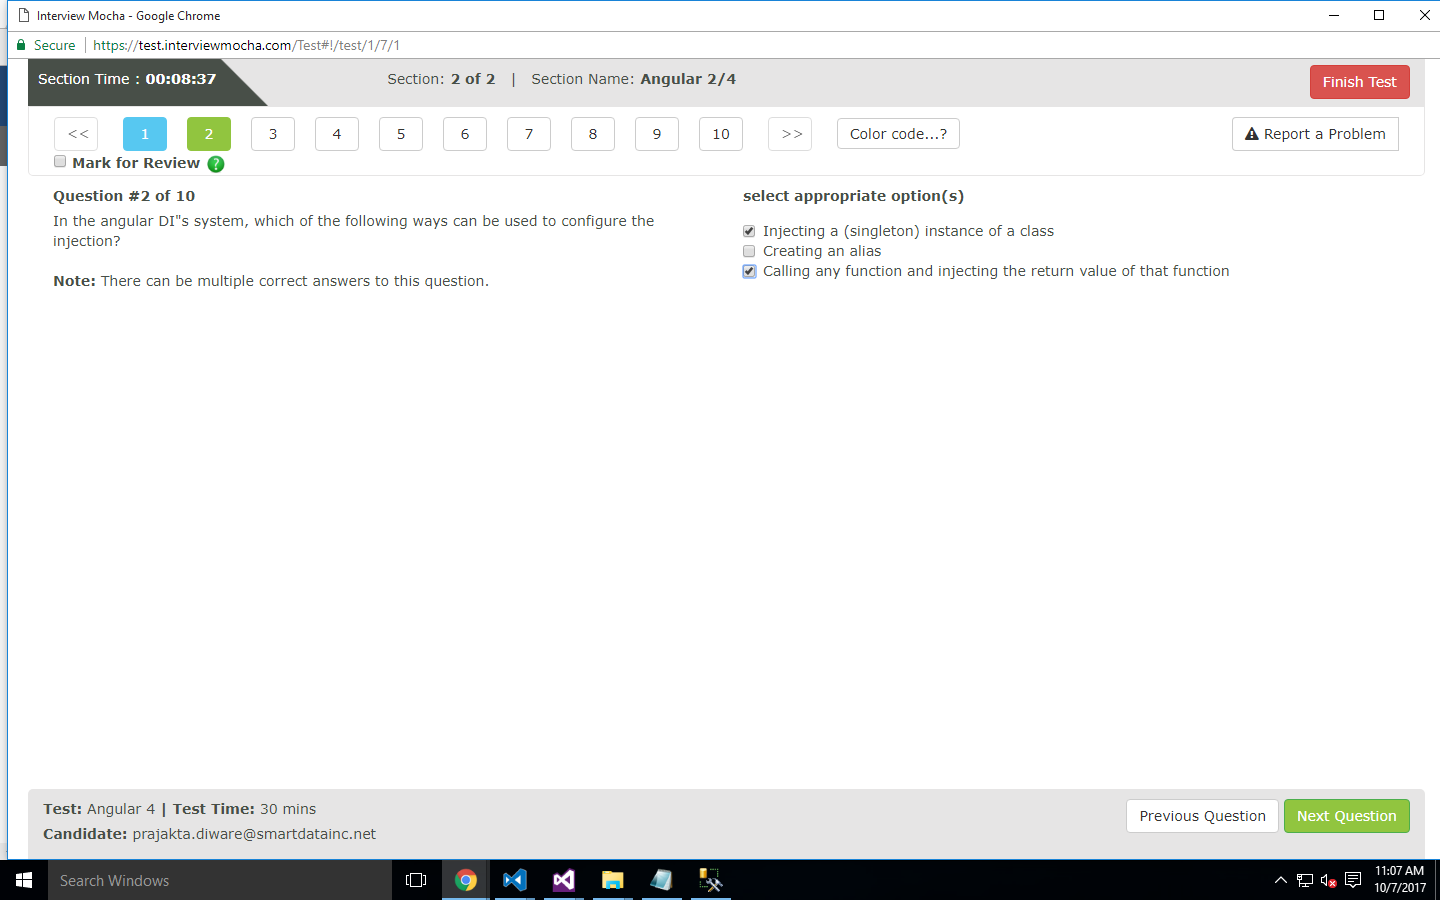 Interview Mocha - Google Chrome
Secure | https://test.interviewmocha.com/Test#!/test/1/7/1
Section Time : 00:08:37
Section: 2 of 2 | Section Name: Angular 2/4
Finish Test
<< 1 2 3 4 5 6 7 8 9 10 >> Color code...? Report a Problem
Mark for Review ?
Question #2 of 10
In the angular DI"s system, which of the following ways can be used to configure the
injection?
Note: There can be multiple correct answers to this question.
select appropriate option(s)
Injecting a (singleton) instance of a class
Creating an alias
Calling any function and injecting the return value of that function
Test: Angular 4 | Test Time: 30 mins
Candidate: prajakta.diware@smartdatainc.net
Previous Question
Next Question
Search Windows
11:07 AM
10/7/2017